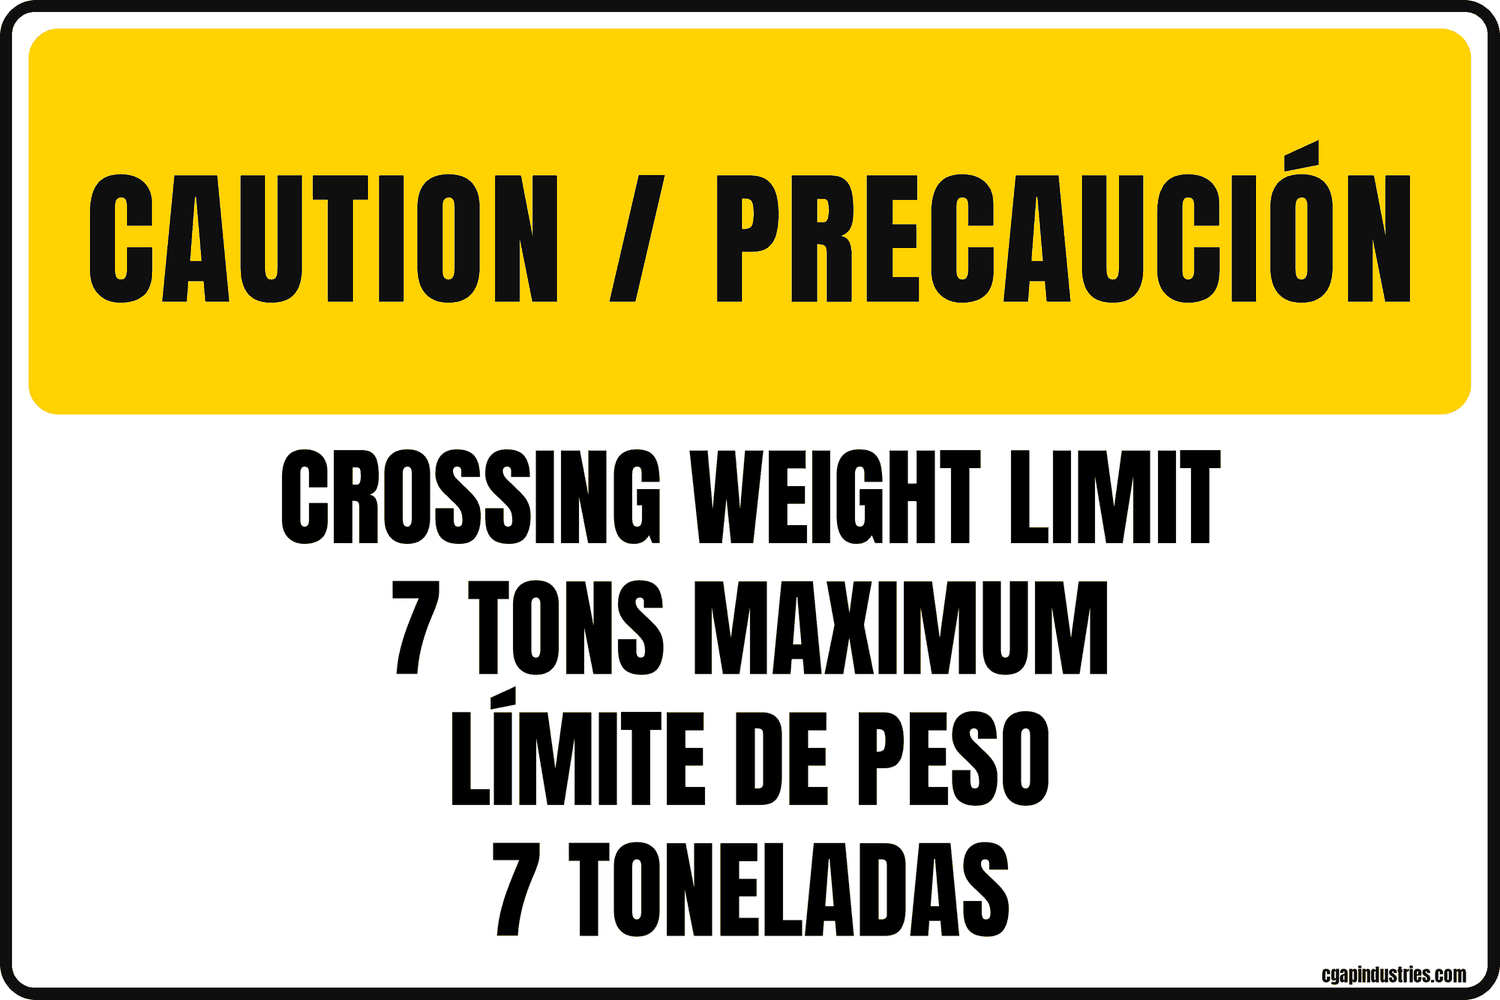 CAUTION / PRECAUCIÓN
CROSSING WEIGHT LIMIT
7 TONS MAXIMUM
LÍMITE DE PESO
7 TONELADAS
cgapindustries.com